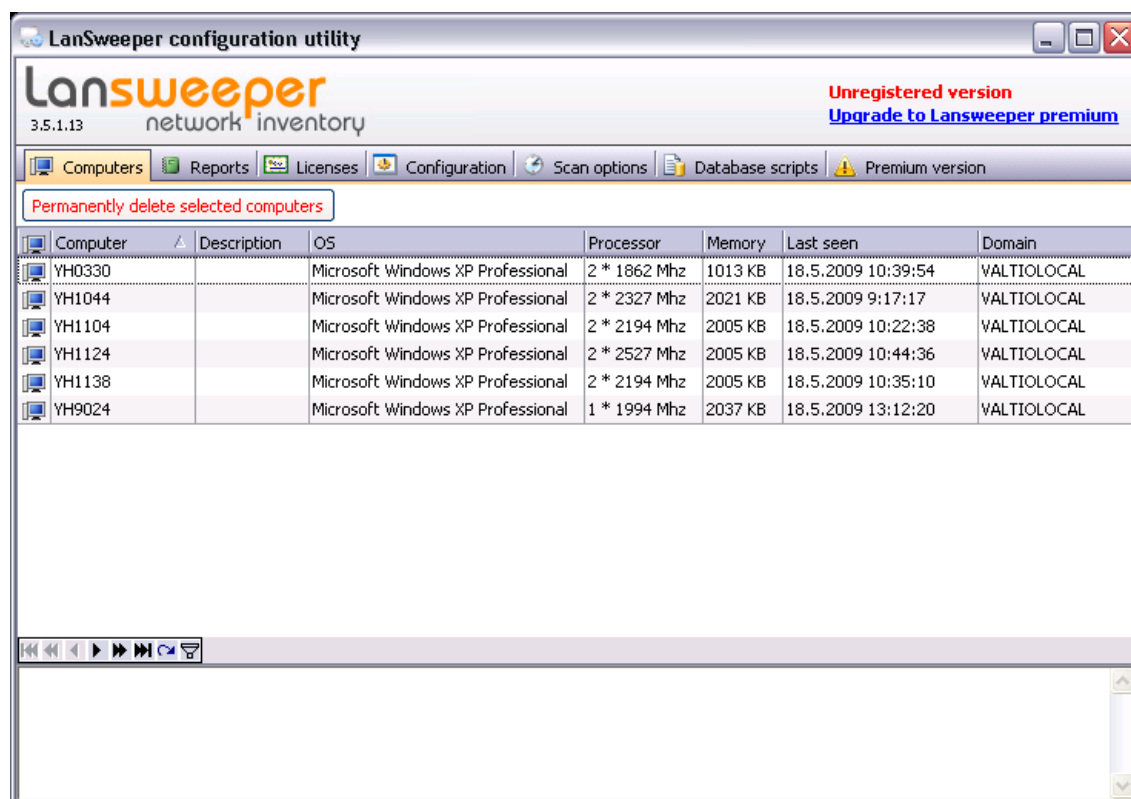 LanSweeper configuration utility
Lansweeper
3.5.1.13 network inventory
Unregistered version
Upgrade to Lansweeper premium
Computers Reports Licenses Configuration Scan options Database scripts Premium version
Permanently delete selected computers
Computer Description OS Processor Memory Last seen Domain
YH0330 Microsoft Windows XP Professional 2 * 1862 Mhz 1013 KB 18.5.2009 10:39:54 VALTIOLOCAL
YH1044 Microsoft Windows XP Professional 2 * 2327 Mhz 2021 KB 18.5.2009 9:17:17 VALTIOLOCAL
YH1104 Microsoft Windows XP Professional 2 * 2194 Mhz 2005 KB 18.5.2009 10:22:38 VALTIOLOCAL
YH1124 Microsoft Windows XP Professional 2 * 2527 Mhz 2005 KB 18.5.2009 10:44:36 VALTIOLOCAL
YH1138 Microsoft Windows XP Professional 2 * 2194 Mhz 2005 KB 18.5.2009 10:35:10 VALTIOLOCAL
YH9024 Microsoft Windows XP Professional 1 * 1994 Mhz 2037 KB 18.5.2009 13:12:20 VALTIOLOCAL